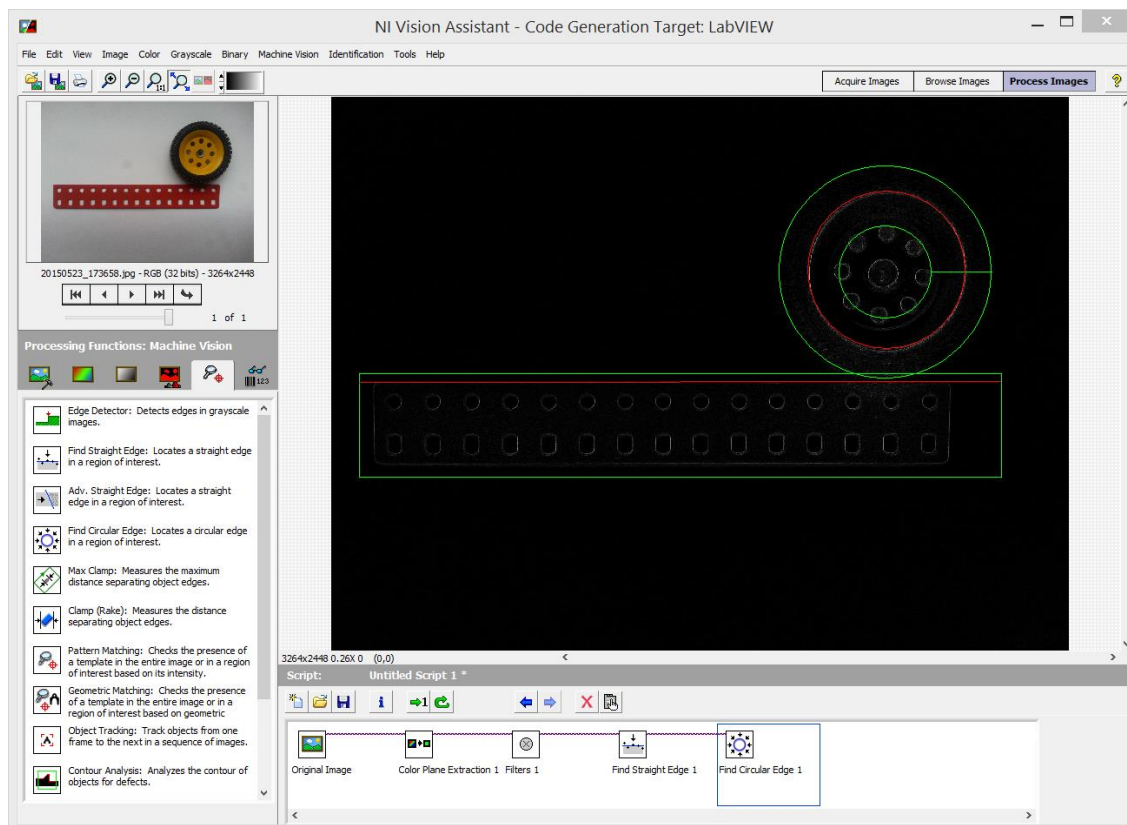 NI Vision Assistant - Code Generation Target: LabVIEW
File Edit View Image Color Grayscale Binary Machine Vision Identification Tools Help
1:1
Acquire Images Browse Images Process Images ?
20150523_173658.jpg - RGB (32 bits) - 3264x2448
1 of 1
Processing Functions: Machine Vision
123
Edge Detector: Detects edges in grayscale
images.
Find Straight Edge: Locates a straight edge
in a region of interest.
Adv. Straight Edge: Locates a straight
edge in a region of interest.
Find Circular Edge: Locates a circular edge
in a region of interest.
Max Clamp: Measures the maximum
distance separating object edges.
Clamp (Rake): Measures the distance
separating object edges.
Pattern Matching: Checks the presence of
a template in the entire image or in a region
of interest based on its intensity.
Geometric Matching: Checks the presence
of a template in the entire image or in a
region of interest based on geometric
Object Tracking: Track objects from one
frame to the next in a sequence of images.
Contour Analysis: Analyzes the contour of
objects for defects.
3264x2448 0.26X 0 (0,0)
Script: Untitled Script 1 *
1
Original Image Color Plane Extraction 1 Filters 1 Find Straight Edge 1 Find Circular Edge 1